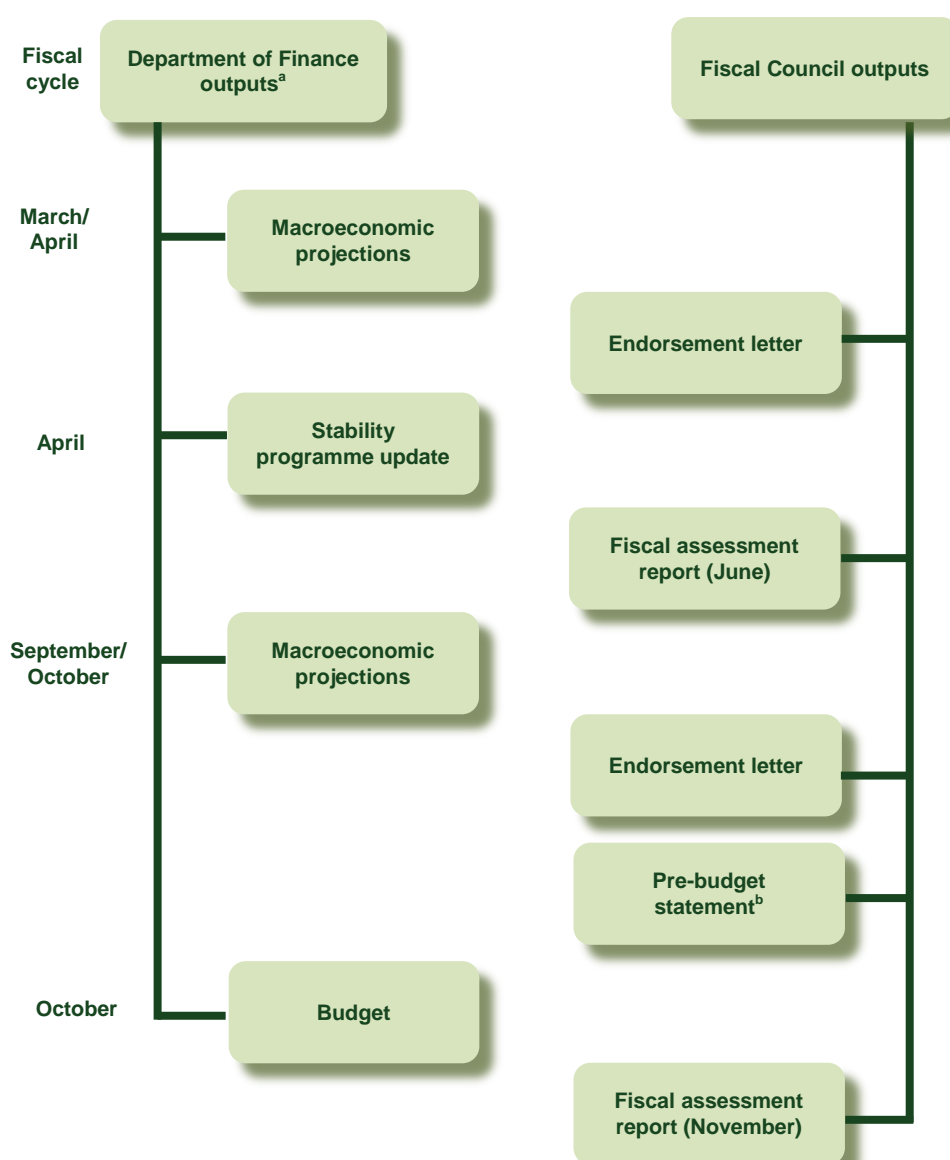 Fiscal
cycle
Department of Finance
outputsᵃ
Fiscal Council outputs
March/
April
Macroeconomic
projections
Endorsement letter
April
Stability
programme update
Fiscal assessment
report (June)
September/
October
Macroeconomic
projections
Endorsement letter
Pre-budget
statementᵇ
October
Budget
Fiscal assessment
report (November)